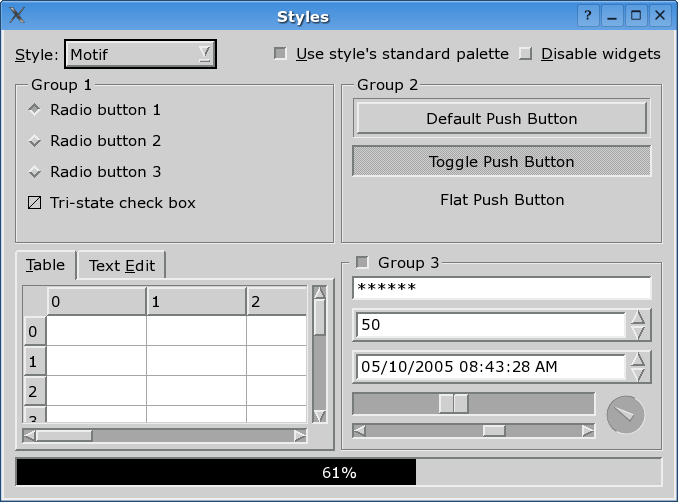 Styles
Style: Motif Use style's standard palette Disable widgets
Group 1
Radio button 1
Radio button 2
Radio button 3
Tri-state check box
Group 2
Default Push Button
Toggle Push Button
Flat Push Button
Table Text Edit
0 1 2
0
1
2
3
Group 3
******
50
05/10/2005 08:43:28 AM
61%